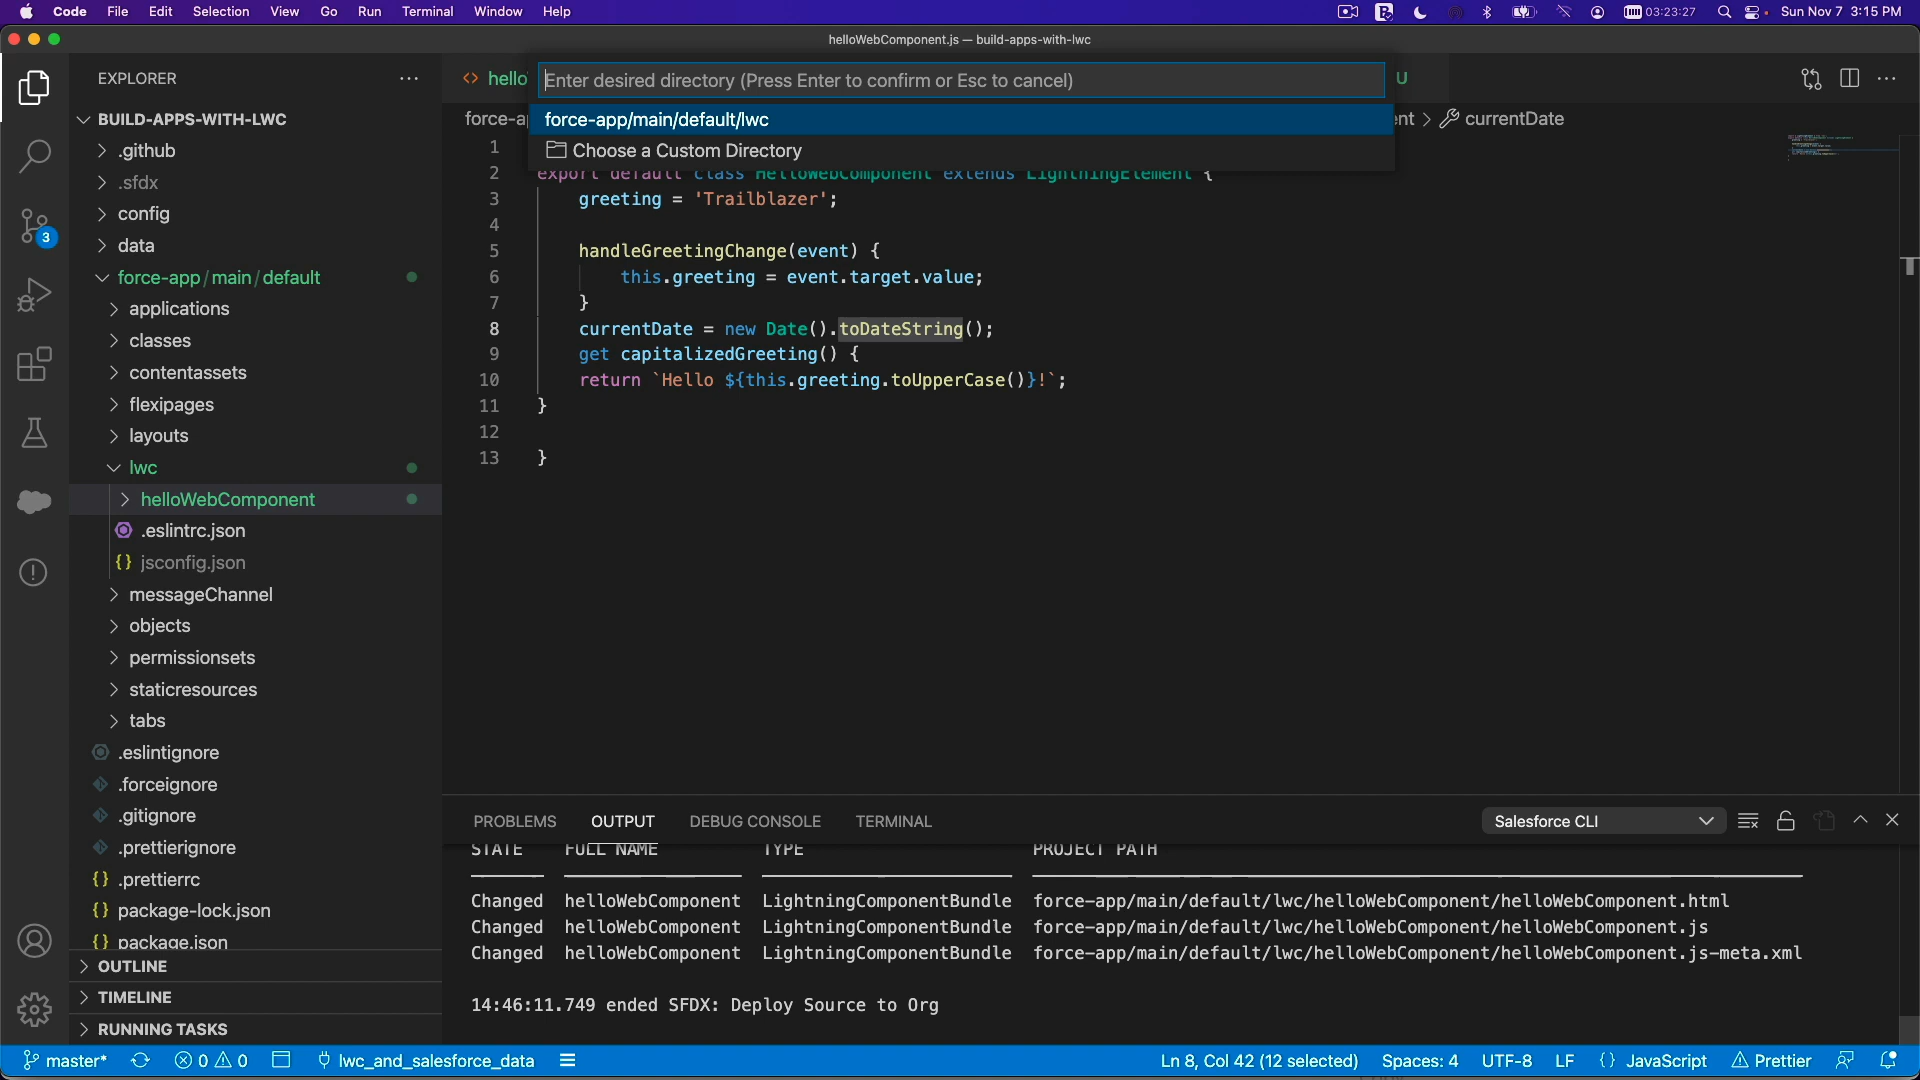 Code File Edit Selection View Go Run Terminal Window Help 03:23:27 Sun Nov 7 3:15 PM
helloWebComponent.js — build-apps-with-lwc
EXPLORER
BUILD-APPS-WITH-LWC
.github
.sfdx
config
data
force-app/main/default
applications
classes
contentassets
flexipages
layouts
lwc
helloWebComponent
.eslintrc.json
jsconfig.json
messageChannel
objects
permissionsets
staticresources
tabs
.eslintignore
.forceignore
.gitignore
.prettierignore
.prettierrc
package-lock.json
package.json
OUTLINE
TIMELINE
RUNNING TASKS
hello
Enter desired directory (Press Enter to confirm or Esc to cancel)
U
force-app/main/default/lwc
Choose a Custom Directory
force-a
nt > currentDate
1
2 export default class HelloWebComponent extends LightningElement {
3 greeting = 'Trailblazer';
4
5 handleGreetingChange(event) {
6 this.greeting = event.target.value;
7 }
8 currentDate = new Date().toDateString();
9 get capitalizedGreeting() {
10 return `Hello ${this.greeting.toUpperCase()}!`;
11 }
12
13 }
PROBLEMS OUTPUT DEBUG CONSOLE TERMINAL Salesforce CLI
STATE FULL NAME TYPE PROJECT PATH
Changed helloWebComponent LightningComponentBundle force-app/main/default/lwc/helloWebComponent/helloWebComponent.html
Changed helloWebComponent LightningComponentBundle force-app/main/default/lwc/helloWebComponent/helloWebComponent.js
Changed helloWebComponent LightningComponentBundle force-app/main/default/lwc/helloWebComponent/helloWebComponent.js-meta.xml
14:46:11.749 ended SFDX: Deploy Source to Org
3
master* 0 0 lwc_and_salesforce_data Ln 8, Col 42 (12 selected) Spaces: 4 UTF-8 LF {} JavaScript Prettier